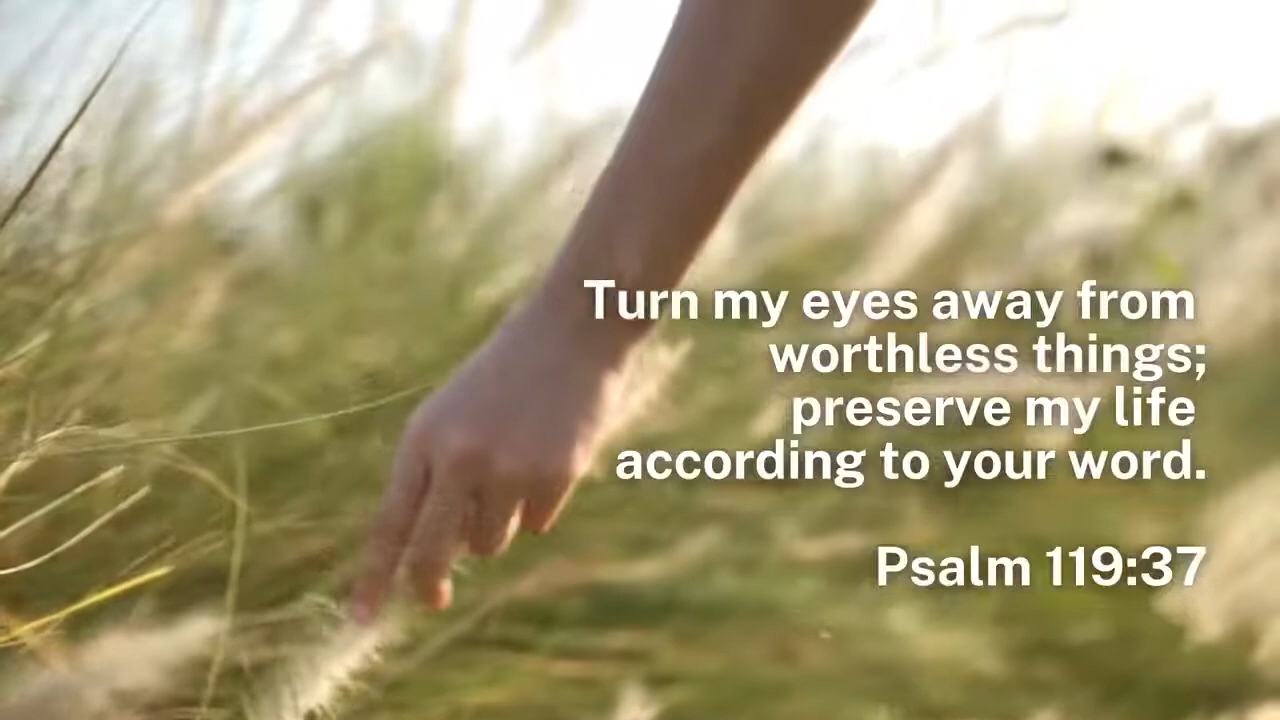 Turn my eyes away from
worthless things;
preserve my life
according to your word.
Psalm 119:37